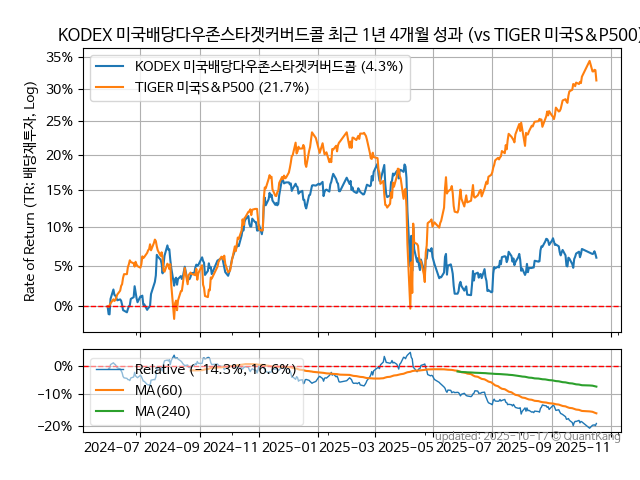 KODEX 미국배당다우존스타겟커버드콜 최근 1년 4개월 성과 (vs TIGER 미국S&P500)
Rate of Return (TR: 배당재투자, Log)
35%
30%
25%
20%
15%
10%
5%
0%
KODEX 미국배당다우존스타겟커버드콜 (4.3%)
TIGER 미국S&P500 (21.7%)
0%
−10%
−20%
Relative (−14.3%, 16.6%)
MA(60)
MA(240)
updated: 2025-10-17 © QuantKang
2024-07 2024-09 2024-11 2025-01 2025-03 2025-05 2025-07 2025-09 2025-11